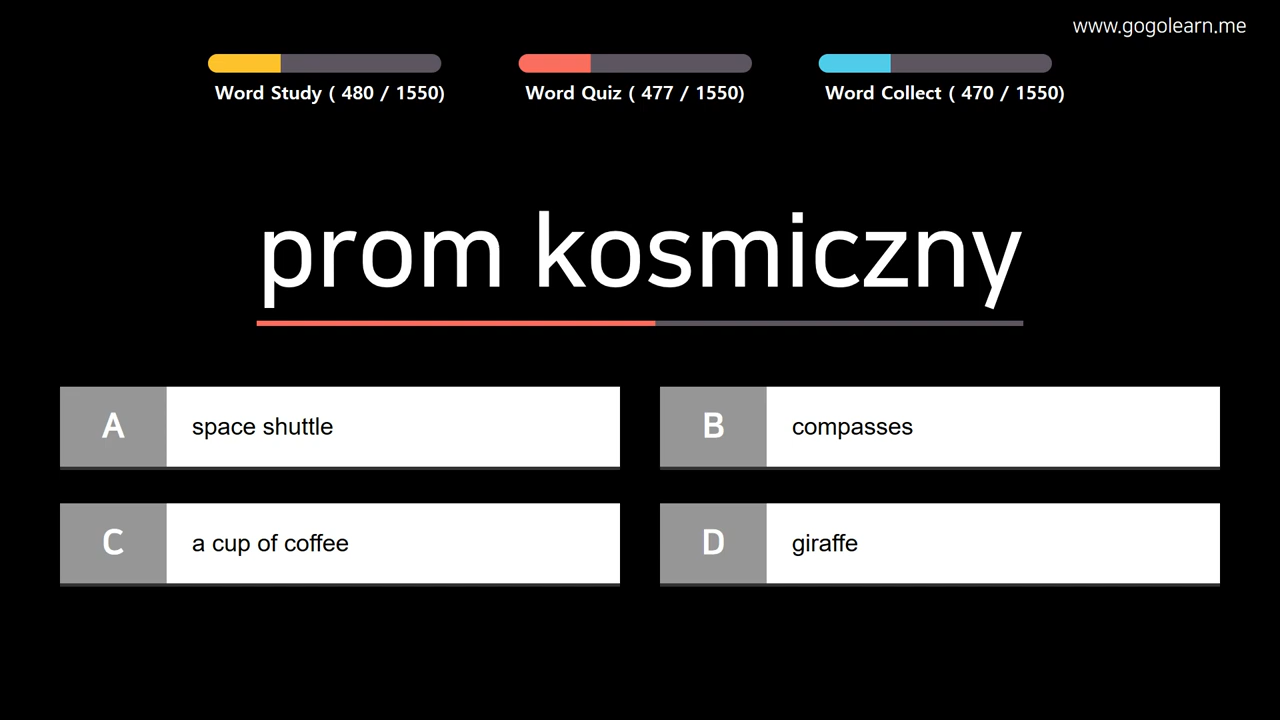 www.gogolearn.me
Word Study ( 480 / 1550)
Word Quiz ( 477 / 1550)
Word Collect ( 470 / 1550)
prom kosmiczny
A space shuttle
B compasses
C a cup of coffee
D giraffe